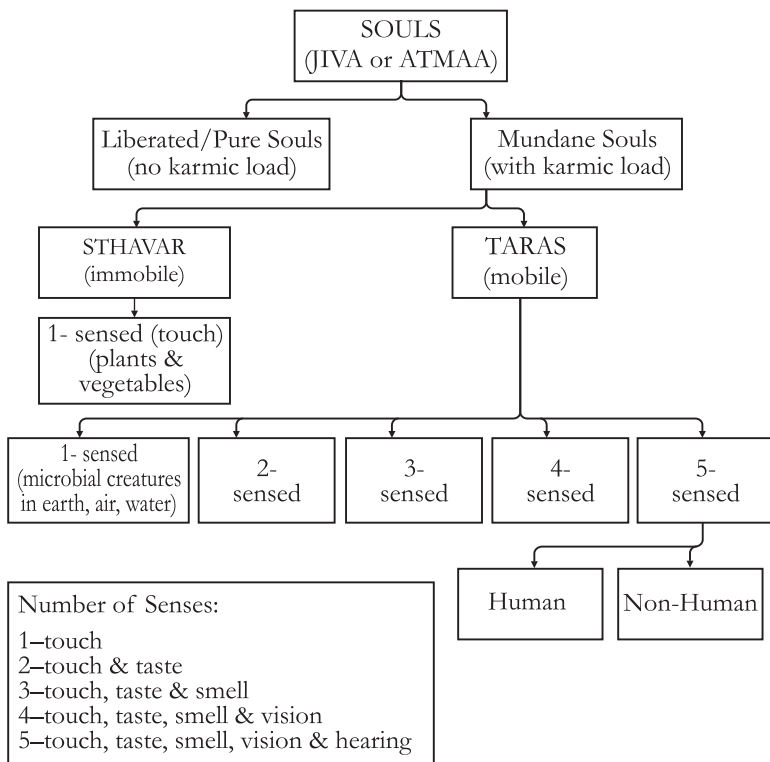 SOULS
(JIVA or ATMAA)
Liberated/Pure Souls
(no karmic load)
Mundane Souls
(with karmic load)
STHAVAR
(immobile)
TARAS
(mobile)
1- sensed (touch)
(plants &
vegetables)
1- sensed
(microbial creatures
in earth, air, water)
2-
sensed
3-
sensed
4-
sensed
5-
sensed
Human
Non-Human
Number of Senses:
1–touch
2–touch & taste
3–touch, taste & smell
4–touch, taste, smell & vision
5–touch, taste, smell, vision & hearing